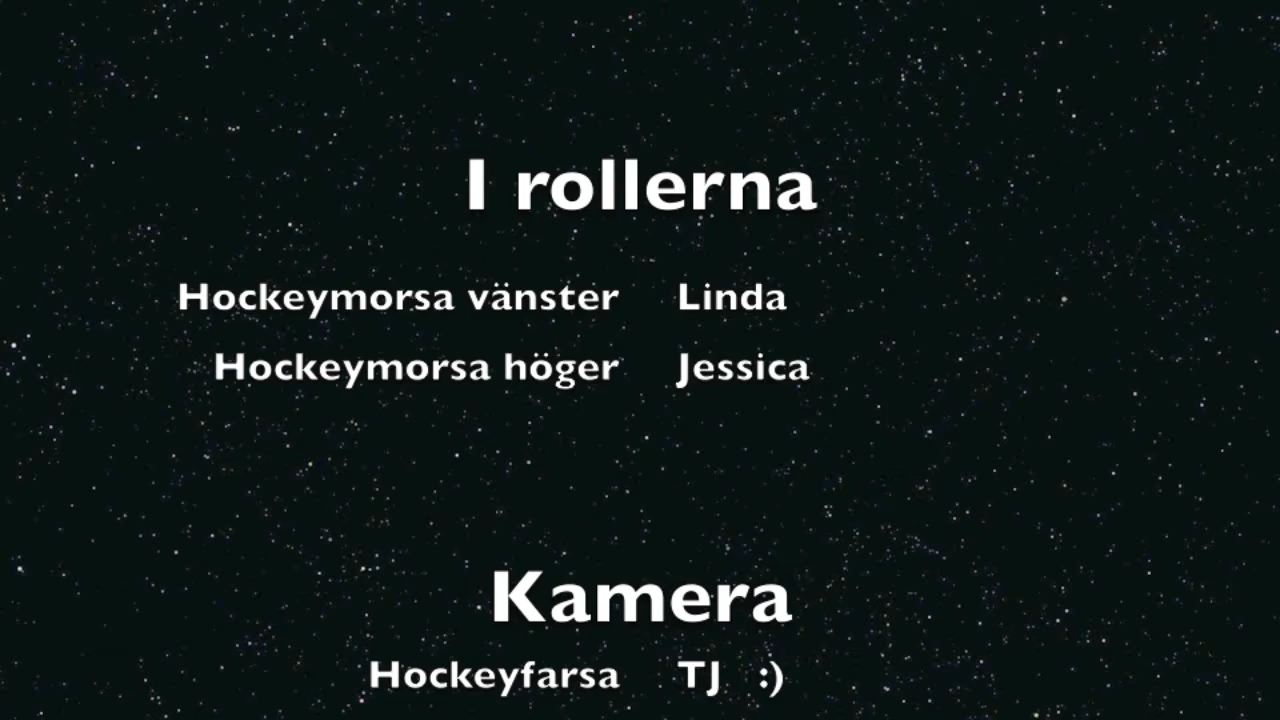 I rollerna
Hockeymorsa vänster Linda
Hockeymorsa höger Jessica
Kamera
Hockeyfarsa TJ :)